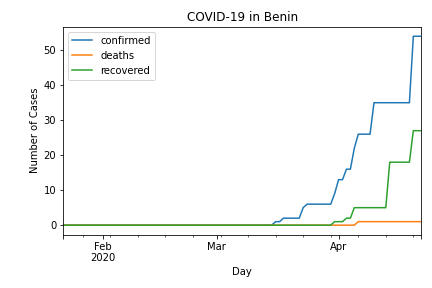 COVID-19 in Benin
confirmed
deaths
recovered
Number of Cases
50
40
30
20
10
0
Feb
2020
Mar
Apr
Day